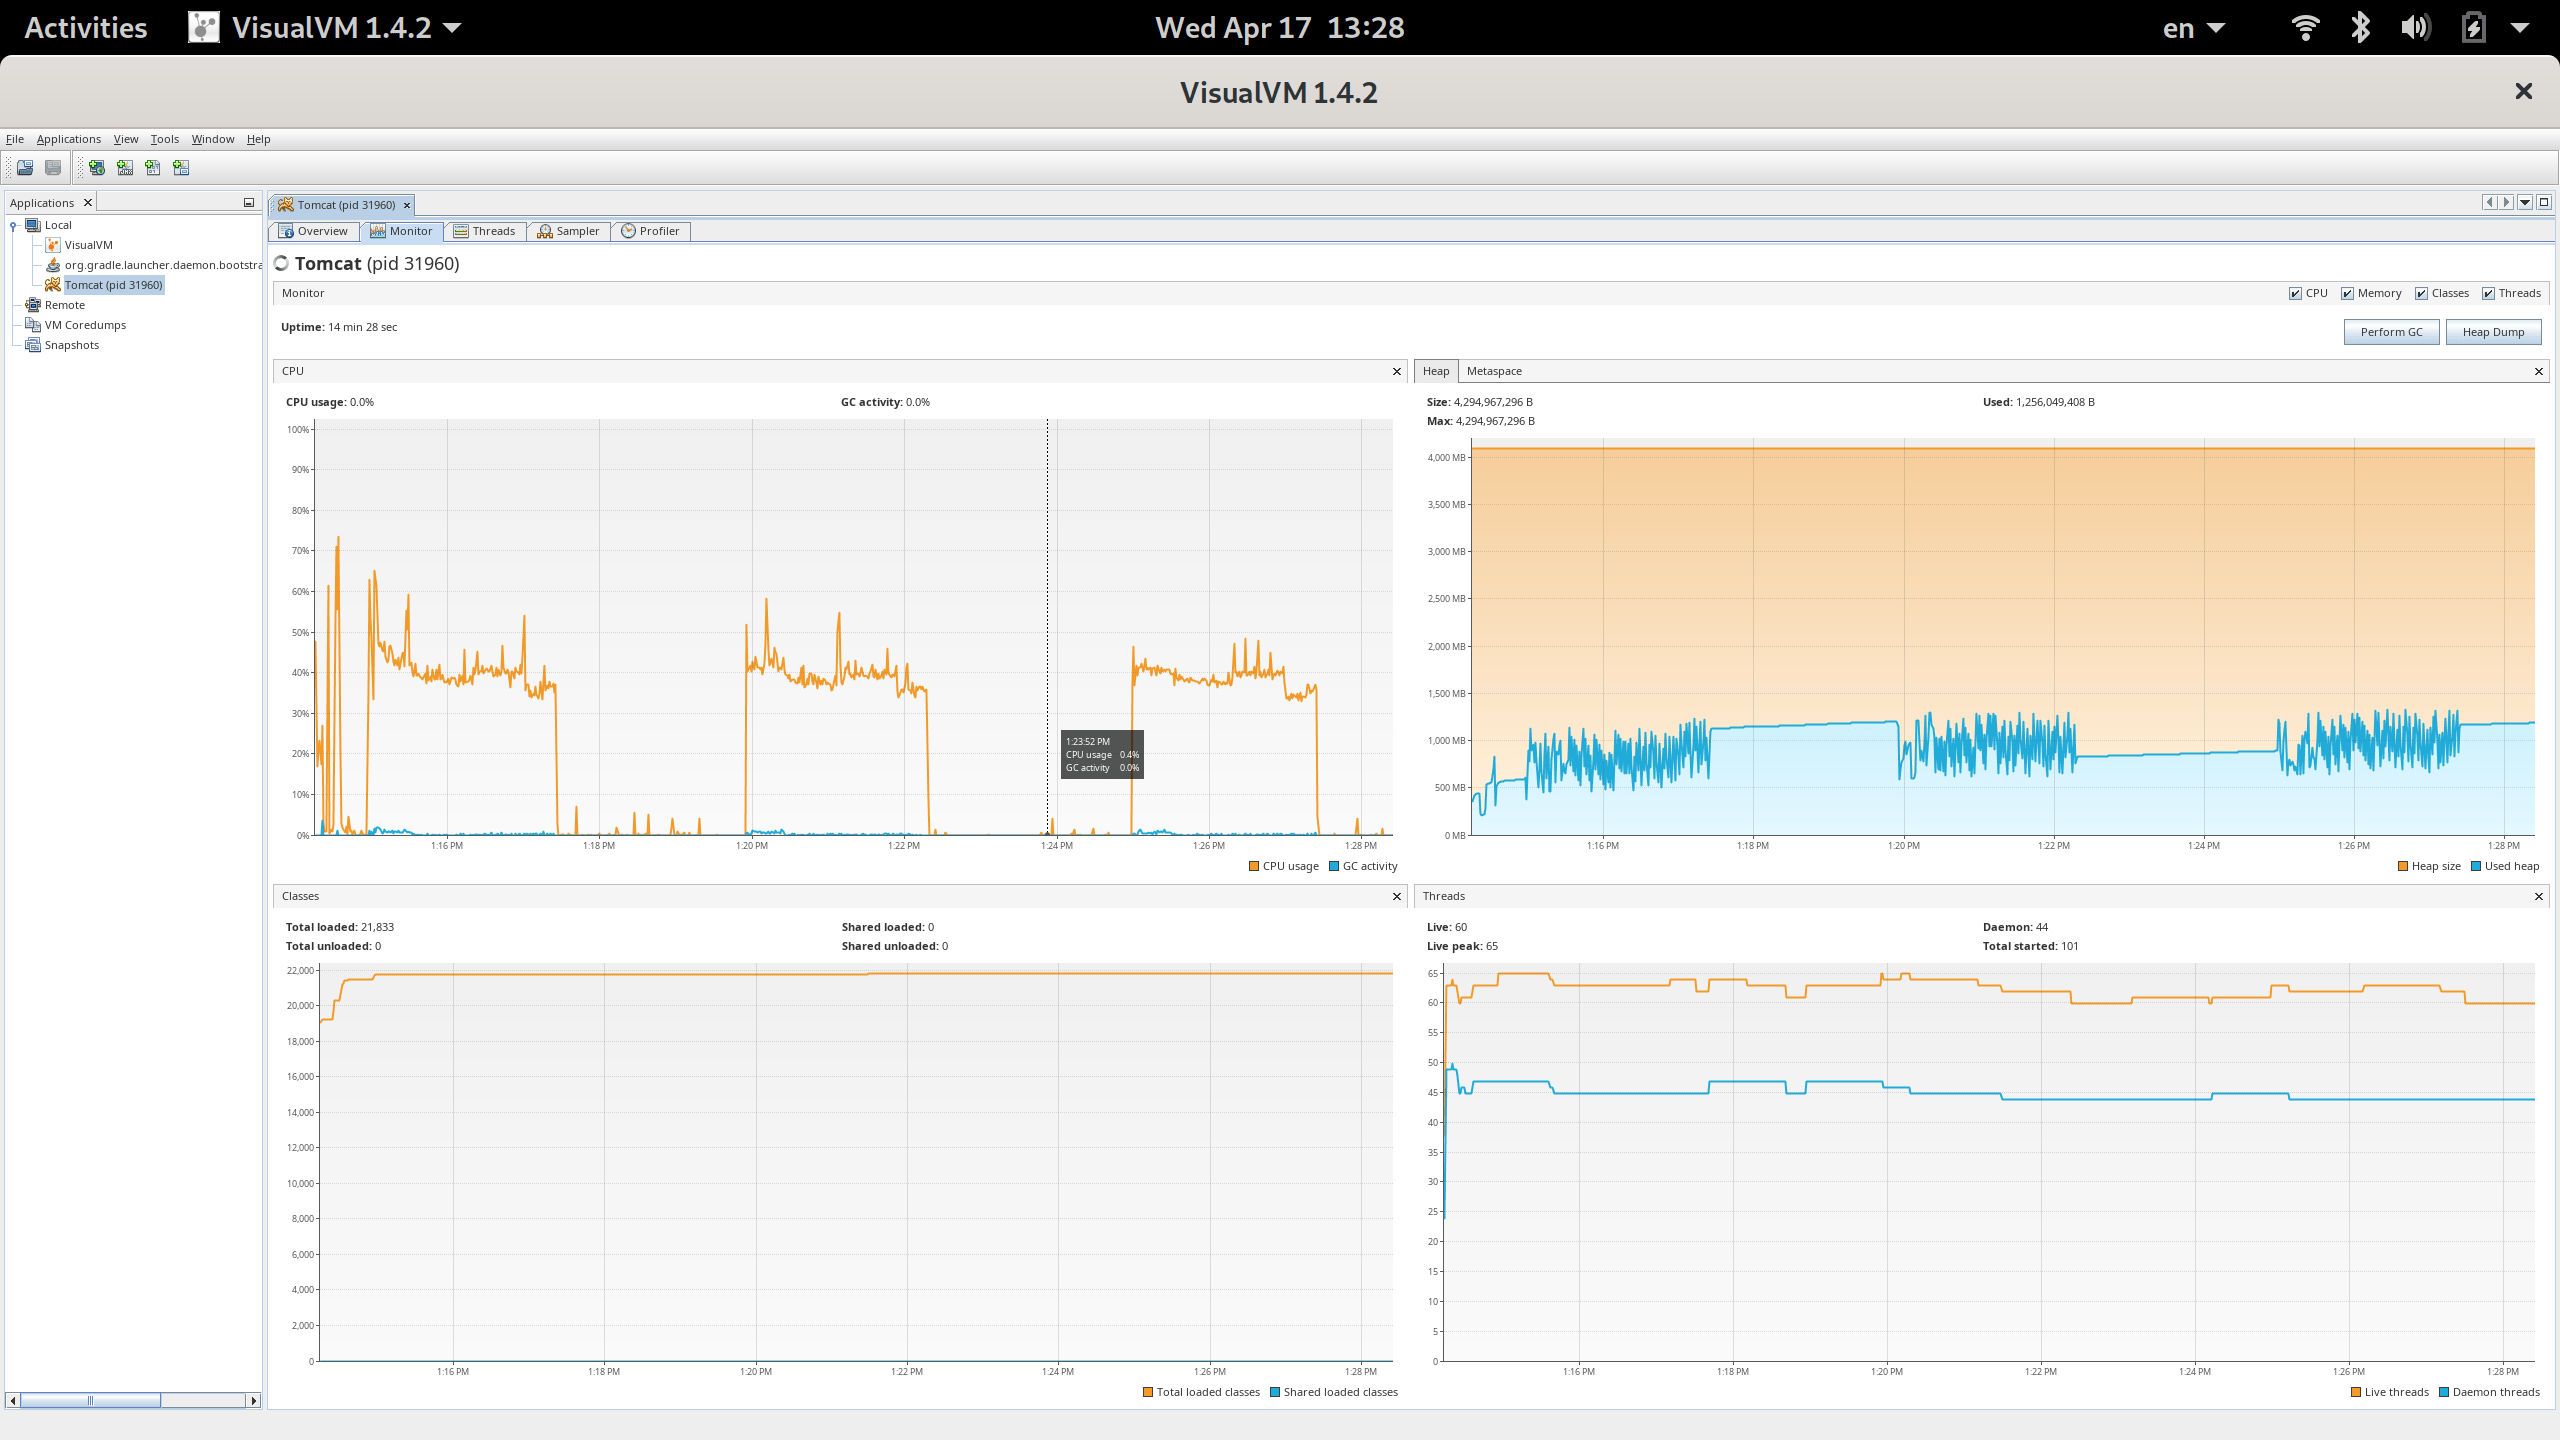 Activities VisualVM 1.4.2 Wed Apr 17 13:28 en
VisualVM 1.4.2
File Applications View Tools Window Help
Applications
Local
VisualVM
org.gradle.launcher.daemon.bootstra
Tomcat (pid 31960)
Remote
VM Coredumps
Snapshots
Tomcat (pid 31960)
Overview Monitor Threads Sampler Profiler
Tomcat (pid 31960)
Monitor CPU Memory Classes Threads
Uptime: 14 min 28 sec Perform GC Heap Dump
CPU
CPU usage: 0.0% GC activity: 0.0%
100%
90%
80%
70%
60%
50%
40%
30%
20%
10%
0%
1:23:52 PM
CPU usage 0.4%
GC activity 0.0%
1:16 PM 1:18 PM 1:20 PM 1:22 PM 1:24 PM 1:26 PM 1:28 PM
CPU usage GC activity
Heap Metaspace
Size: 4,294,967,296 B Used: 1,256,049,408 B
Max: 4,294,967,296 B
4,000 MB
3,500 MB
3,000 MB
2,500 MB
2,000 MB
1,500 MB
1,000 MB
500 MB
0 MB
1:16 PM 1:18 PM 1:20 PM 1:22 PM 1:24 PM 1:26 PM 1:28 PM
Heap size Used heap
Classes
Total loaded: 21,833 Shared loaded: 0
Total unloaded: 0 Shared unloaded: 0
22,000
20,000
18,000
16,000
14,000
12,000
10,000
8,000
6,000
4,000
2,000
0
1:16 PM 1:18 PM 1:20 PM 1:22 PM 1:24 PM 1:26 PM 1:28 PM
Total loaded classes Shared loaded classes
Threads
Live: 60 Daemon: 44
Live peak: 65 Total started: 101
65
60
55
50
45
40
35
30
25
20
15
10
5
0
1:16 PM 1:18 PM 1:20 PM 1:22 PM 1:24 PM 1:26 PM 1:28 PM
Live threads Daemon threads